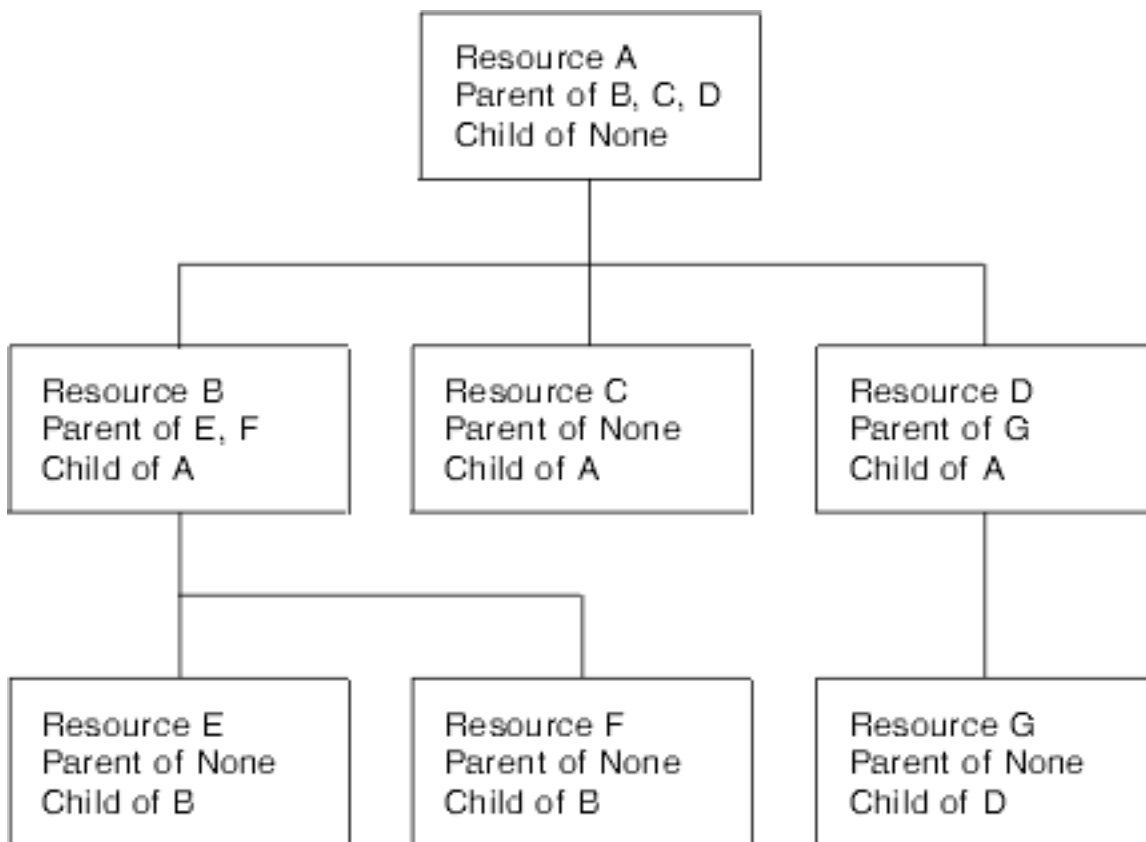 Resource A
Parent of B, C, D
Child of None
Resource B
Parent of E, F
Child of A
Resource C
Parent of None
Child of A
Resource D
Parent of G
Child of A
Resource E
Parent of None
Child of B
Resource F
Parent of None
Child of B
Resource G
Parent of None
Child of D